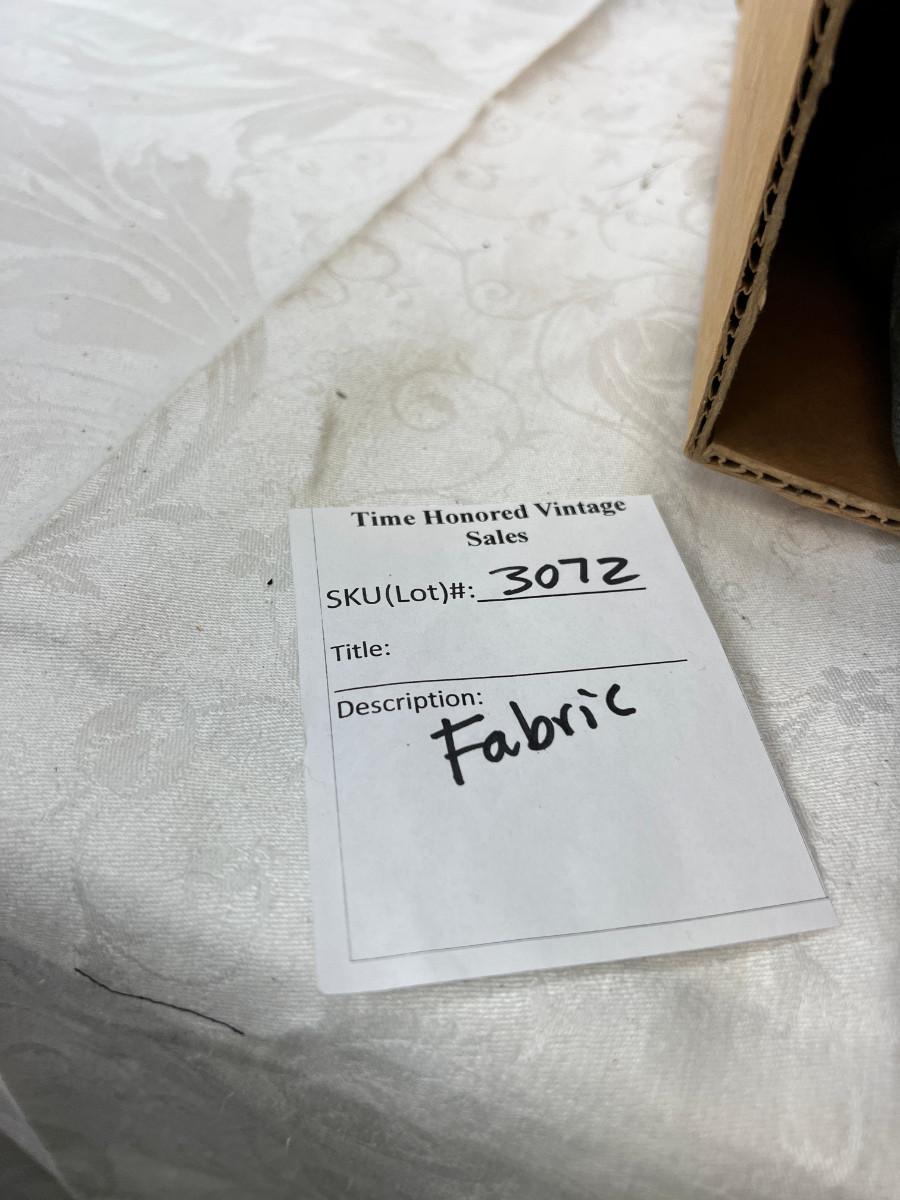 Time Honored Vintage
Sales
SKU(Lot)#: 3072
Title:
Description:
Fabric